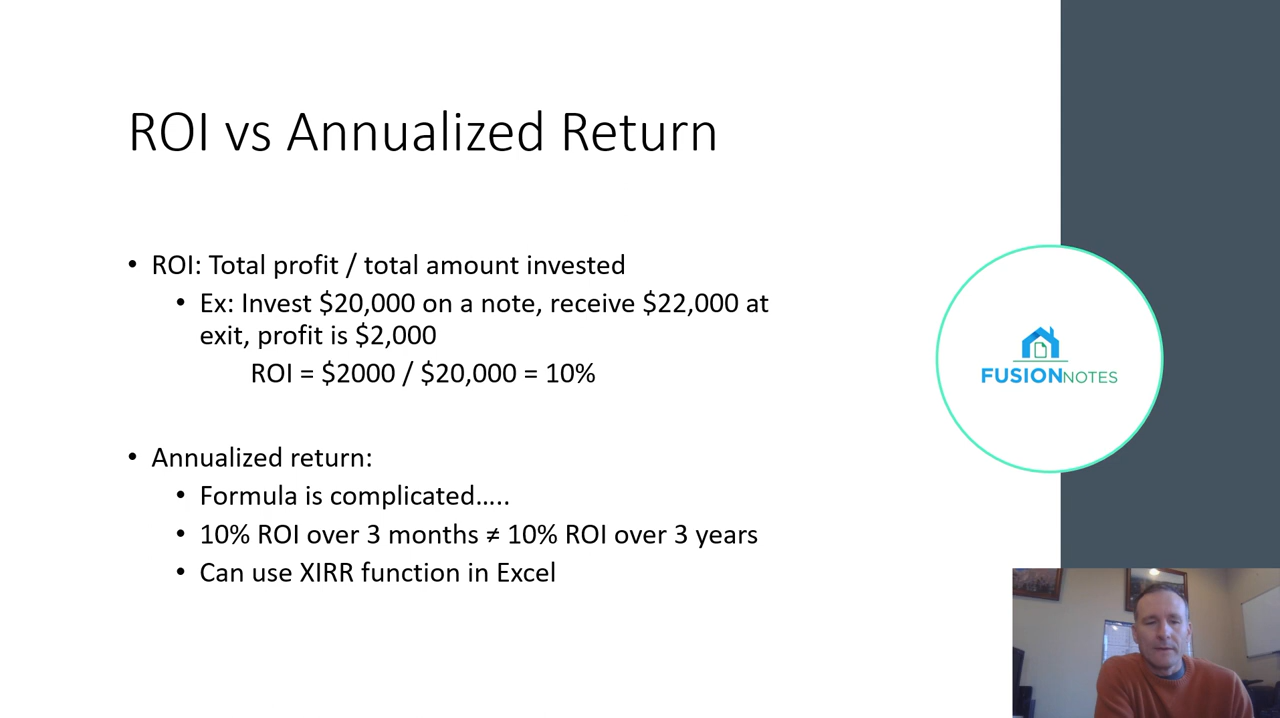 ROI vs Annualized Return
• ROI: Total profit / total amount invested
• Ex: Invest $20,000 on a note, receive $22,000 at
exit, profit is $2,000
ROI = $2000 / $20,000 = 10%
• Annualized return:
• Formula is complicated.....
• 10% ROI over 3 months ≠ 10% ROI over 3 years
• Can use XIRR function in Excel
FUSIONNOTES